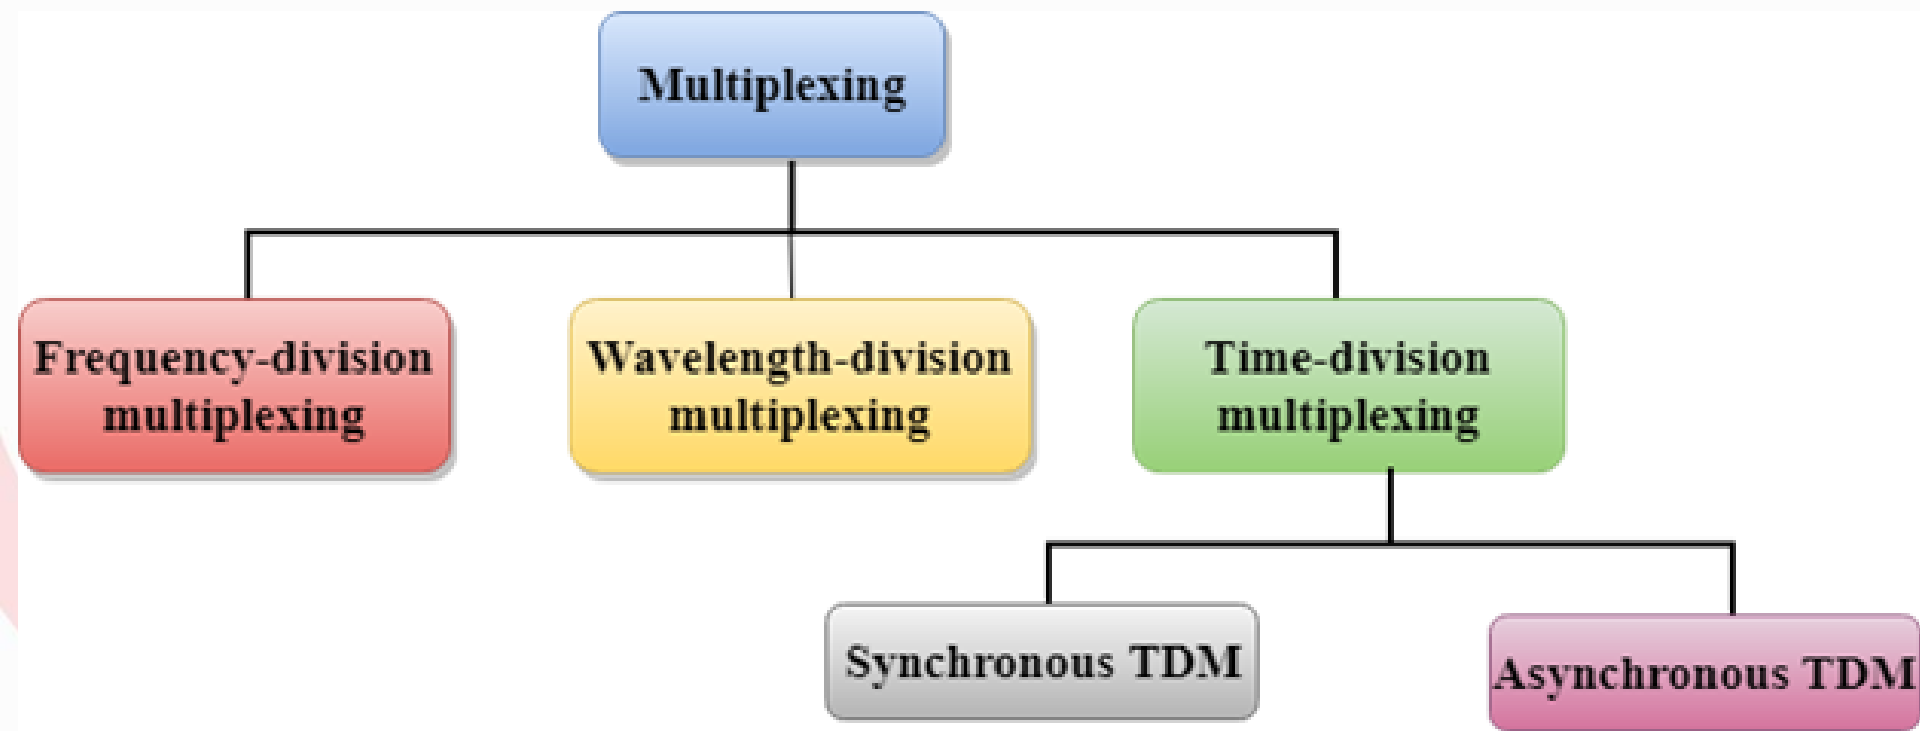 Multiplexing
Frequency-division
multiplexing
Wavelength-division
multiplexing
Time-division
multiplexing
Synchronous TDM
Asynchronous TDM